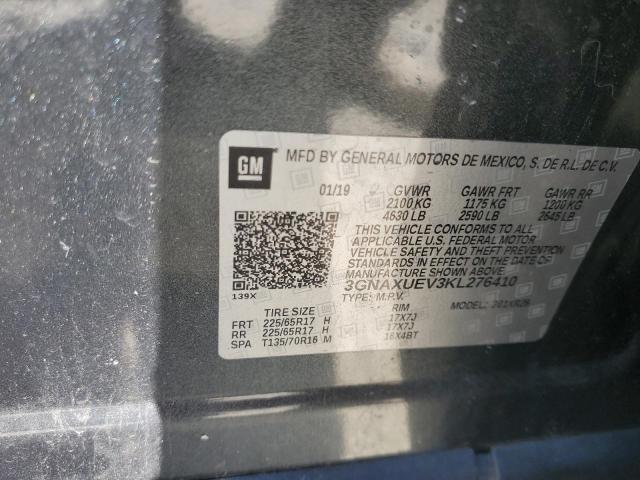 GM MFD BY GENERAL MOTORS DE MEXICO, S. DE R.L. DE C.V.
01/19 GVWR GAWR FRT GAWR RR
2100 KG 1175 KG 1200 KG
4630 LB 2590 LB 2645 LB
THIS VEHICLE CONFORMS TO ALL
APPLICABLE U.S. FEDERAL MOTOR
VEHICLE SAFETY AND THEFT PREVENTION
STANDARDS IN EFFECT ON THE DATE OF
MANUFACTURE SHOWN ABOVE.
3GNAXUEV3KL276410
139X TYPE: M.P.V. MODEL:
TIRE SIZE RIM
FRT 225/65R17 H 17X7J
RR 225/65R17 H 17X7J
SPA T135/70R16 M 16X4BT